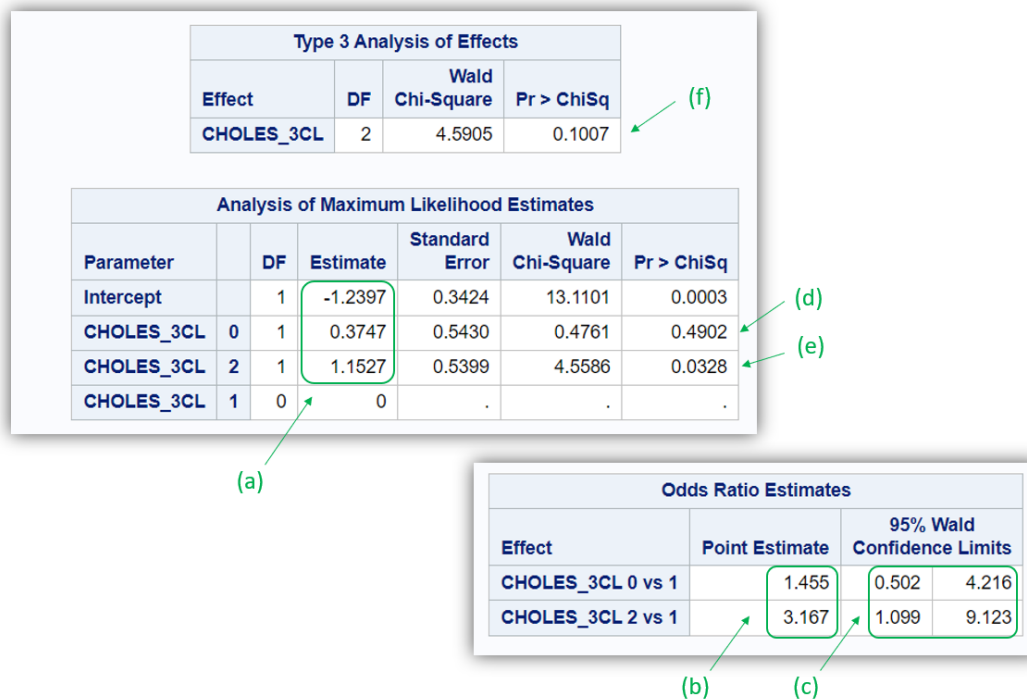 Type 3 Analysis of Effects
Effect DF Wald Chi-Square Pr > ChiSq
CHOLES_3CL 2 4.5905 0.1007
(f)
Analysis of Maximum Likelihood Estimates
Parameter DF Estimate Standard Error Wald Chi-Square Pr > ChiSq
Intercept 1 -1.2397 0.3424 13.1101 0.0003
(d)
CHOLES_3CL 0 1 0.3747 0.5430 0.4761 0.4902
(e)
CHOLES_3CL 2 1 1.1527 0.5399 4.5586 0.0328
CHOLES_3CL 1 0 0 . . .
(a)
Odds Ratio Estimates
Effect Point Estimate 95% Wald Confidence Limits
CHOLES_3CL 0 vs 1 1.455 0.502 4.216
CHOLES_3CL 2 vs 1 3.167 1.099 9.123
(b) (c)